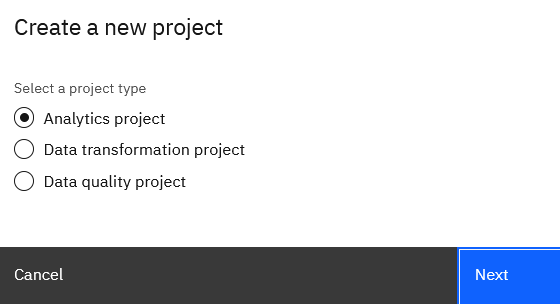 Create a new project
Select a project type
Analytics project
Data transformation project
Data quality project
Cancel
Next